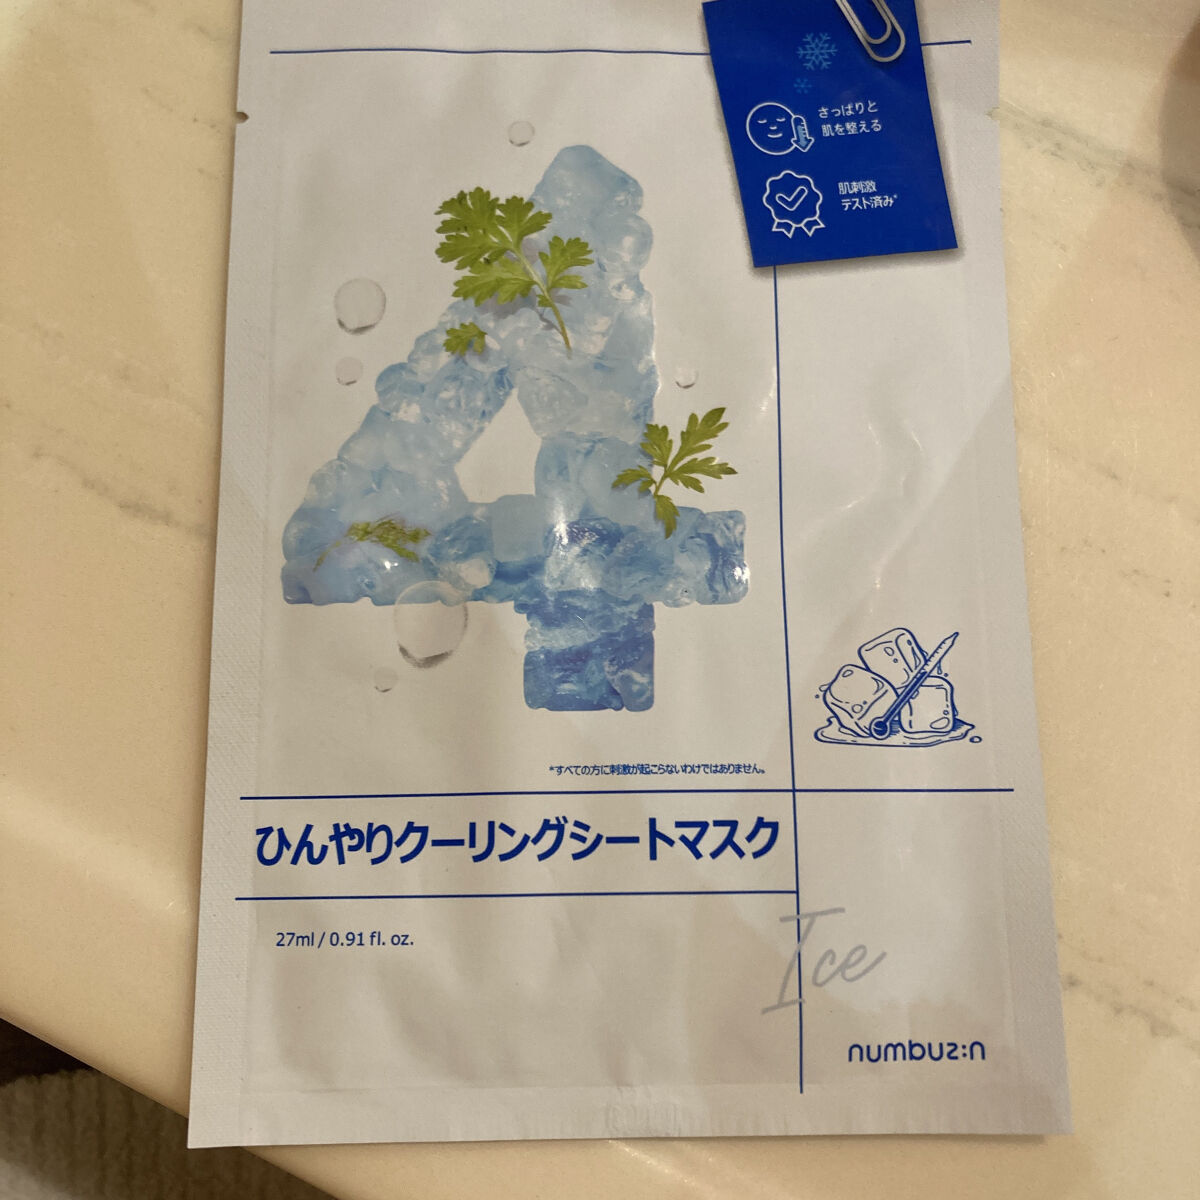 さっぱりと
肌を整える
肌刺激
テスト済み*
*すべての方に刺激が起こらないわけではありません。
ひんやりクーリングシートマスク
27ml / 0.91 fl. oz.
Ice
numbuz:n